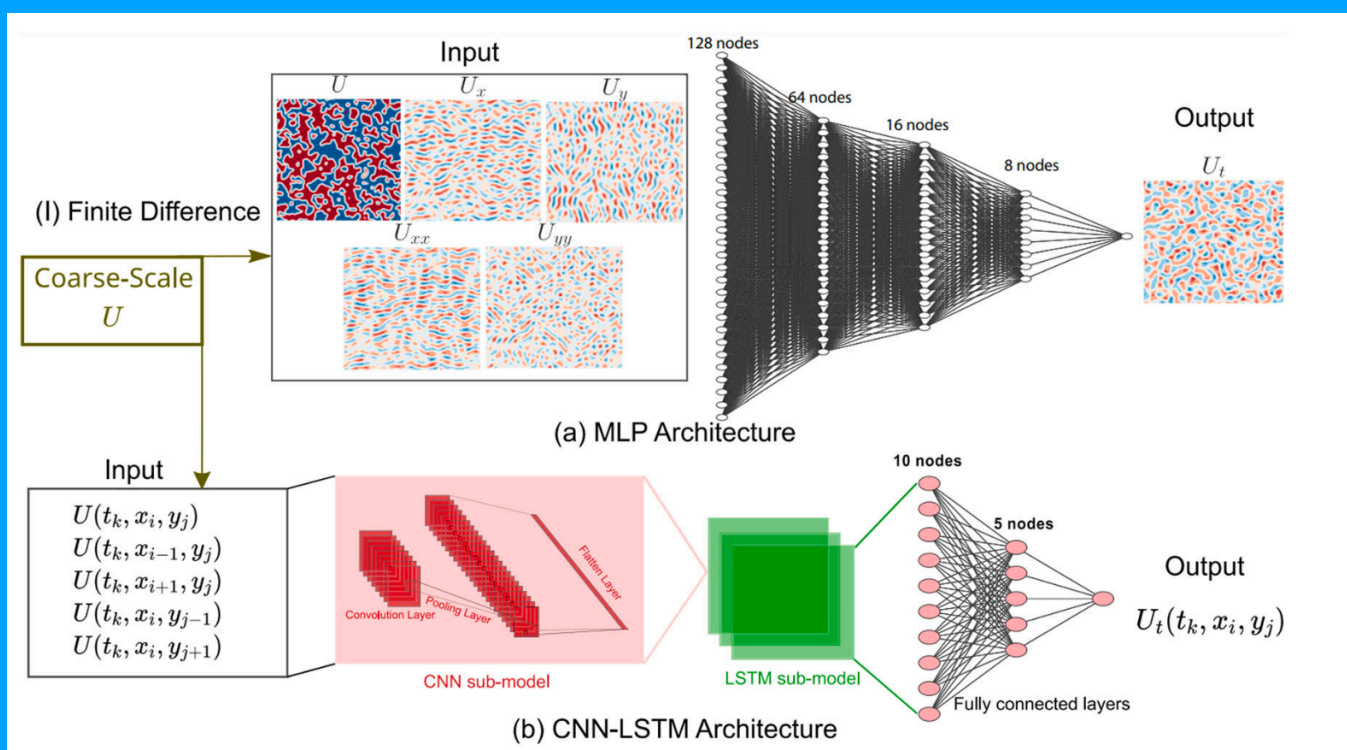 Input
128 nodes
U
U_x
U_y
64 nodes
16 nodes
Output
8 nodes
U_t
(I) Finite Difference
U_xx
U_yy
Coarse-Scale
U
(a) MLP Architecture
Input
U(t_k, x_i, y_j)
U(t_k, x_{i-1}, y_j)
U(t_k, x_{i+1}, y_j)
U(t_k, x_i, y_{j-1})
U(t_k, x_i, y_{j+1})
Convolution Layer
Pooling Layer
Flatten Layer
CNN sub-model
LSTM sub-model
10 nodes
5 nodes
Fully connected layers
Output
U_t(t_k, x_i, y_j)
(b) CNN-LSTM Architecture